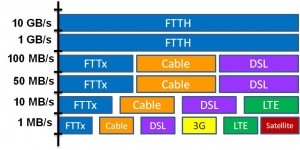 10 GB/s FTTH
1 GB/s FTTH
100 MB/s FTTx Cable DSL
50 MB/s FTTx Cable DSL
10 MB/s FTTx Cable DSL LTE
1 MB/s FTTx Cable DSL 3G LTE Satellite